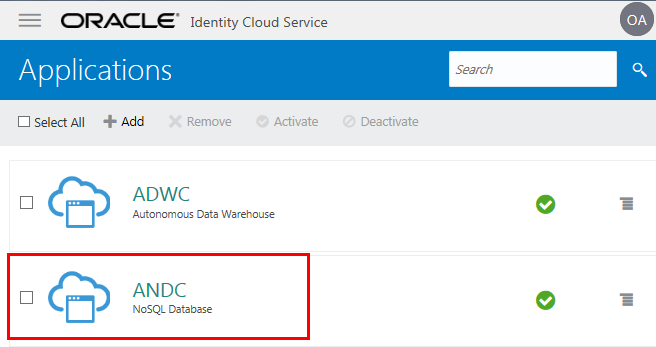 ORACLE® Identity Cloud Service
OA
Applications
Search
Select All Add Remove Activate Deactivate
ADWC
Autonomous Data Warehouse
ANDC
NoSQL Database